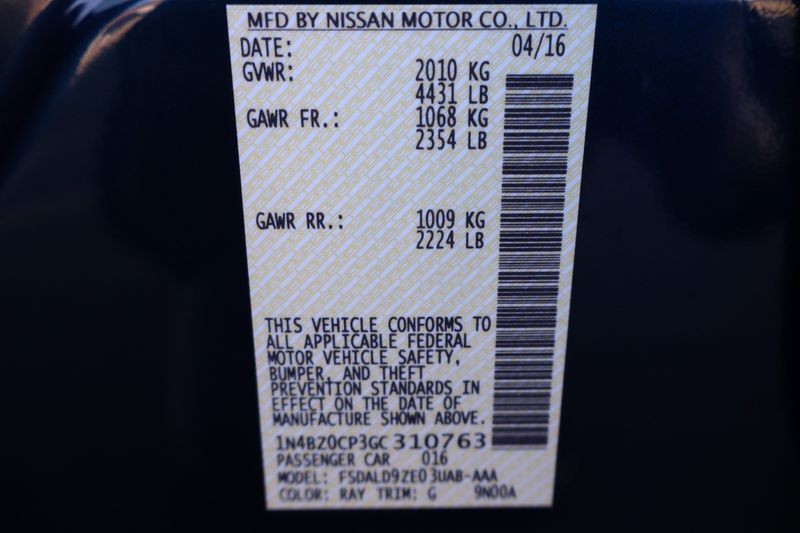 MFD BY NISSAN MOTOR CO., LTD.
DATE: 04/16
GVWR: 2010 KG
4431 LB
GAWR FR.: 1068 KG
2354 LB
GAWR RR.: 1009 KG
2224 LB
THIS VEHICLE CONFORMS TO
ALL APPLICABLE FEDERAL
MOTOR VEHICLE SAFETY,
BUMPER, AND THEFT
PREVENTION STANDARDS IN
EFFECT ON THE DATE OF
MANUFACTURE SHOWN ABOVE.
1N4BZ0CP3GC310763
PASSENGER CAR 016
MODEL: FSDALD9ZE03UAB-AAA
COLOR: RAY TRIM: G 9N00A